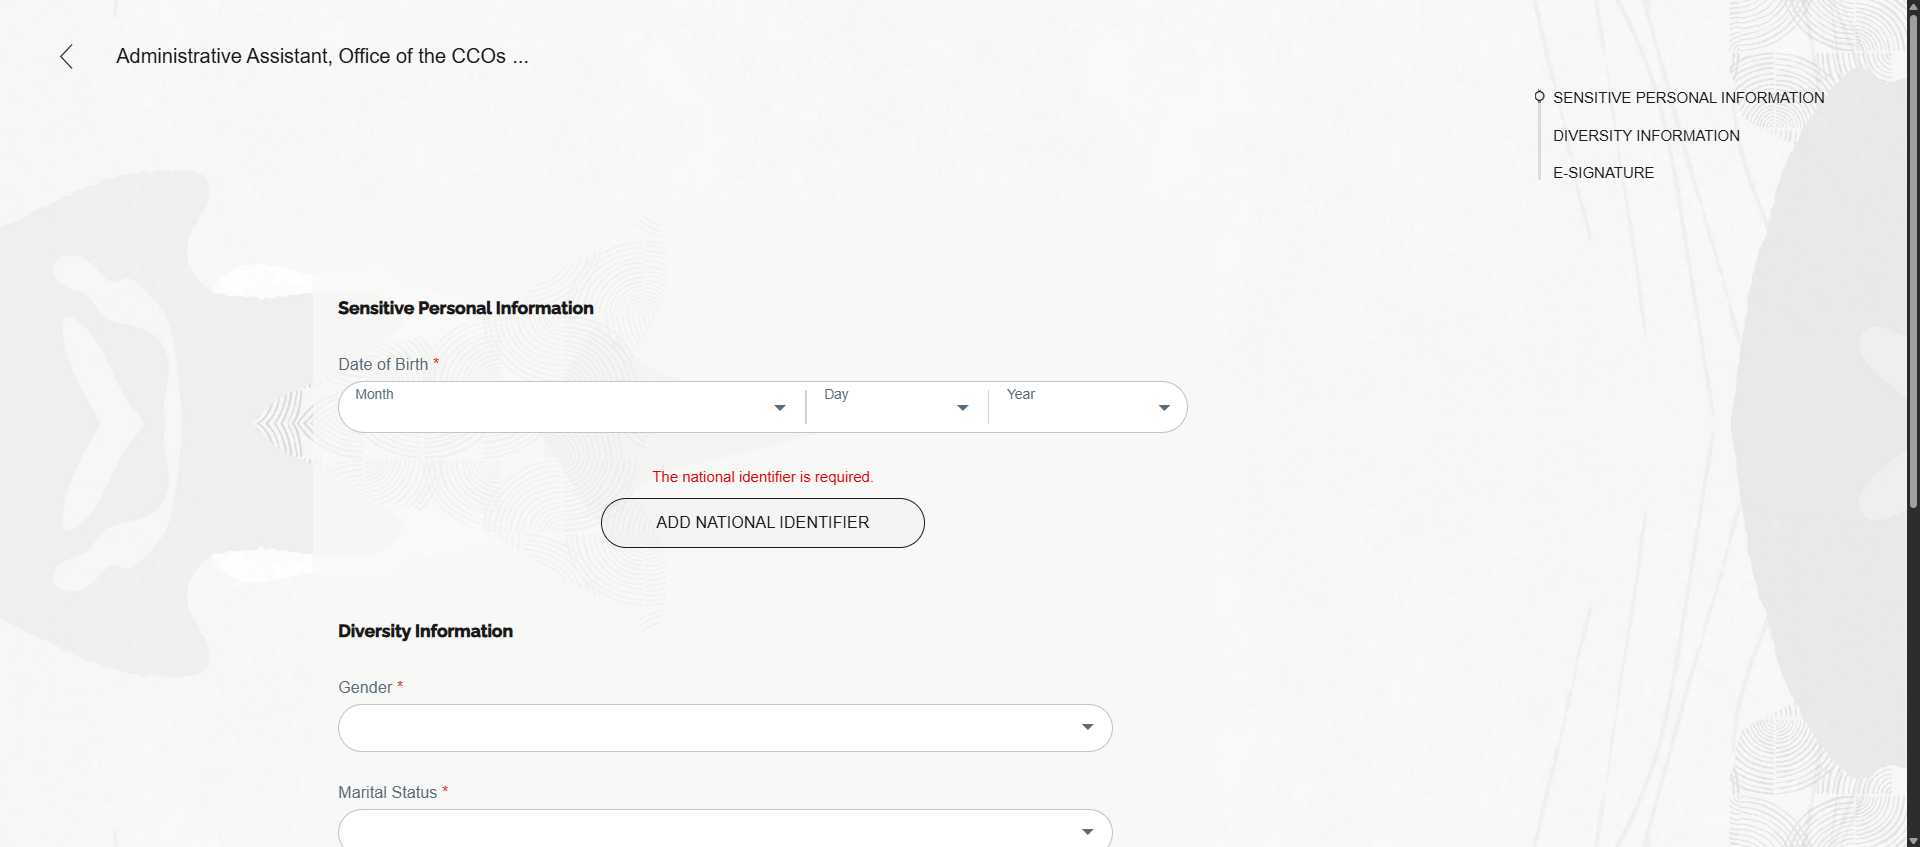 Administrative Assistant, Office of the CCOs ...
SENSITIVE PERSONAL INFORMATION
DIVERSITY INFORMATION
E-SIGNATURE
Sensitive Personal Information
Date of Birth *
Month
Day
Year
The national identifier is required.
ADD NATIONAL IDENTIFIER
Diversity Information
Gender *
Marital Status *